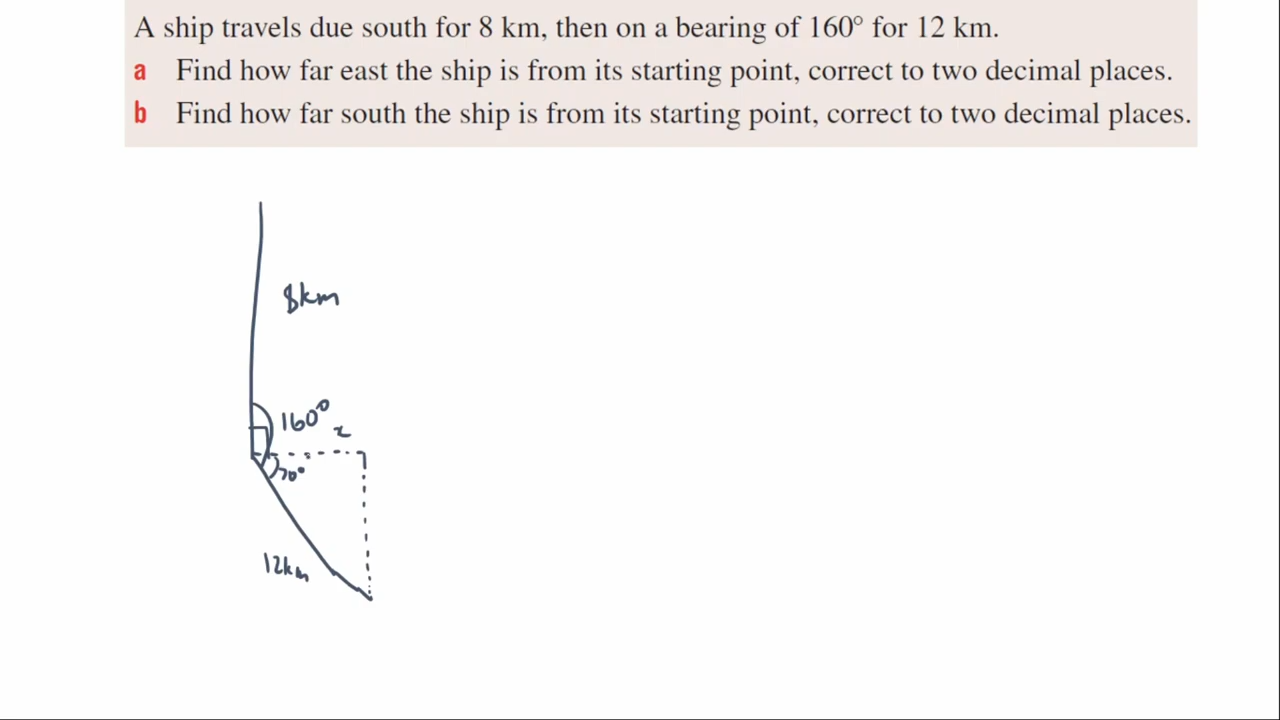 A ship travels due south for 8 km, then on a bearing of 160° for 12 km.
a Find how far east the ship is from its starting point, correct to two decimal places.
b Find how far south the ship is from its starting point, correct to two decimal places.
8km
160°
x
70°
12km